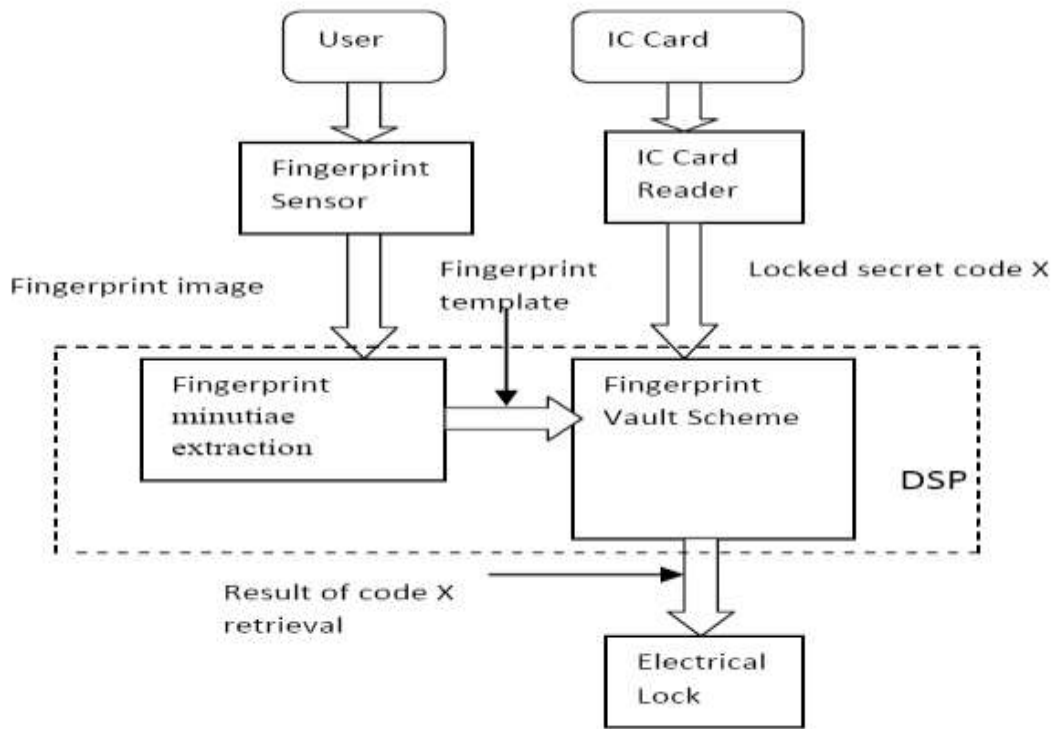 User
IC Card
Fingerprint
Sensor
IC Card
Reader
Fingerprint image
Fingerprint
template
Locked secret code X
Fingerprint
minutiae
extraction
Fingerprint
Vault Scheme
DSP
Result of code X
retrieval
Electrical
Lock